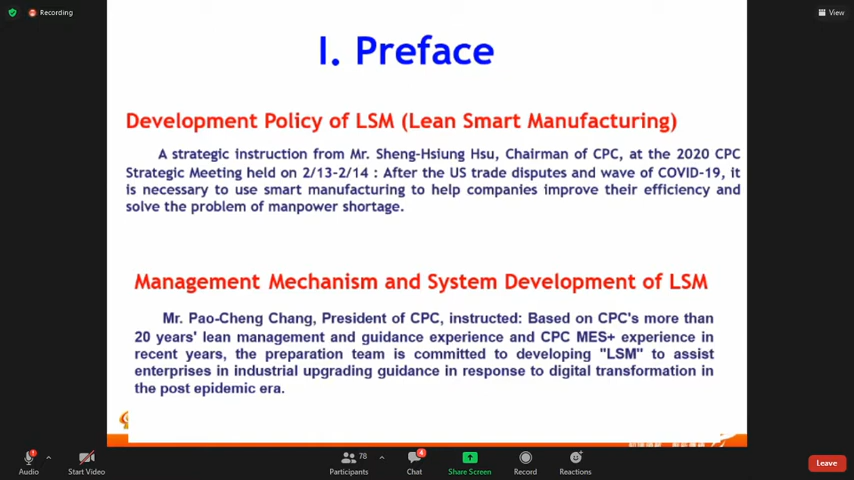 Recording
View
I. Preface
Development Policy of LSM (Lean Smart Manufacturing)
A strategic instruction from Mr. Sheng-Hsiung Hsu, Chairman of CPC, at the 2020 CPC
Strategic Meeting held on 2/13-2/14 : After the US trade disputes and wave of COVID-19, it
is necessary to use smart manufacturing to help companies improve their efficiency and
solve the problem of manpower shortage.
Management Mechanism and System Development of LSM
Mr. Pao-Cheng Chang, President of CPC, instructed: Based on CPC's more than
20 years' lean management and guidance experience and CPC MES+ experience in
recent years, the preparation team is committed to developing "LSM" to assist
enterprises in industrial upgrading guidance in response to digital transformation in
the post epidemic era.
78
4
Audio
Start Video
Participants
Chat
Share Screen
Record
Reactions
Leave